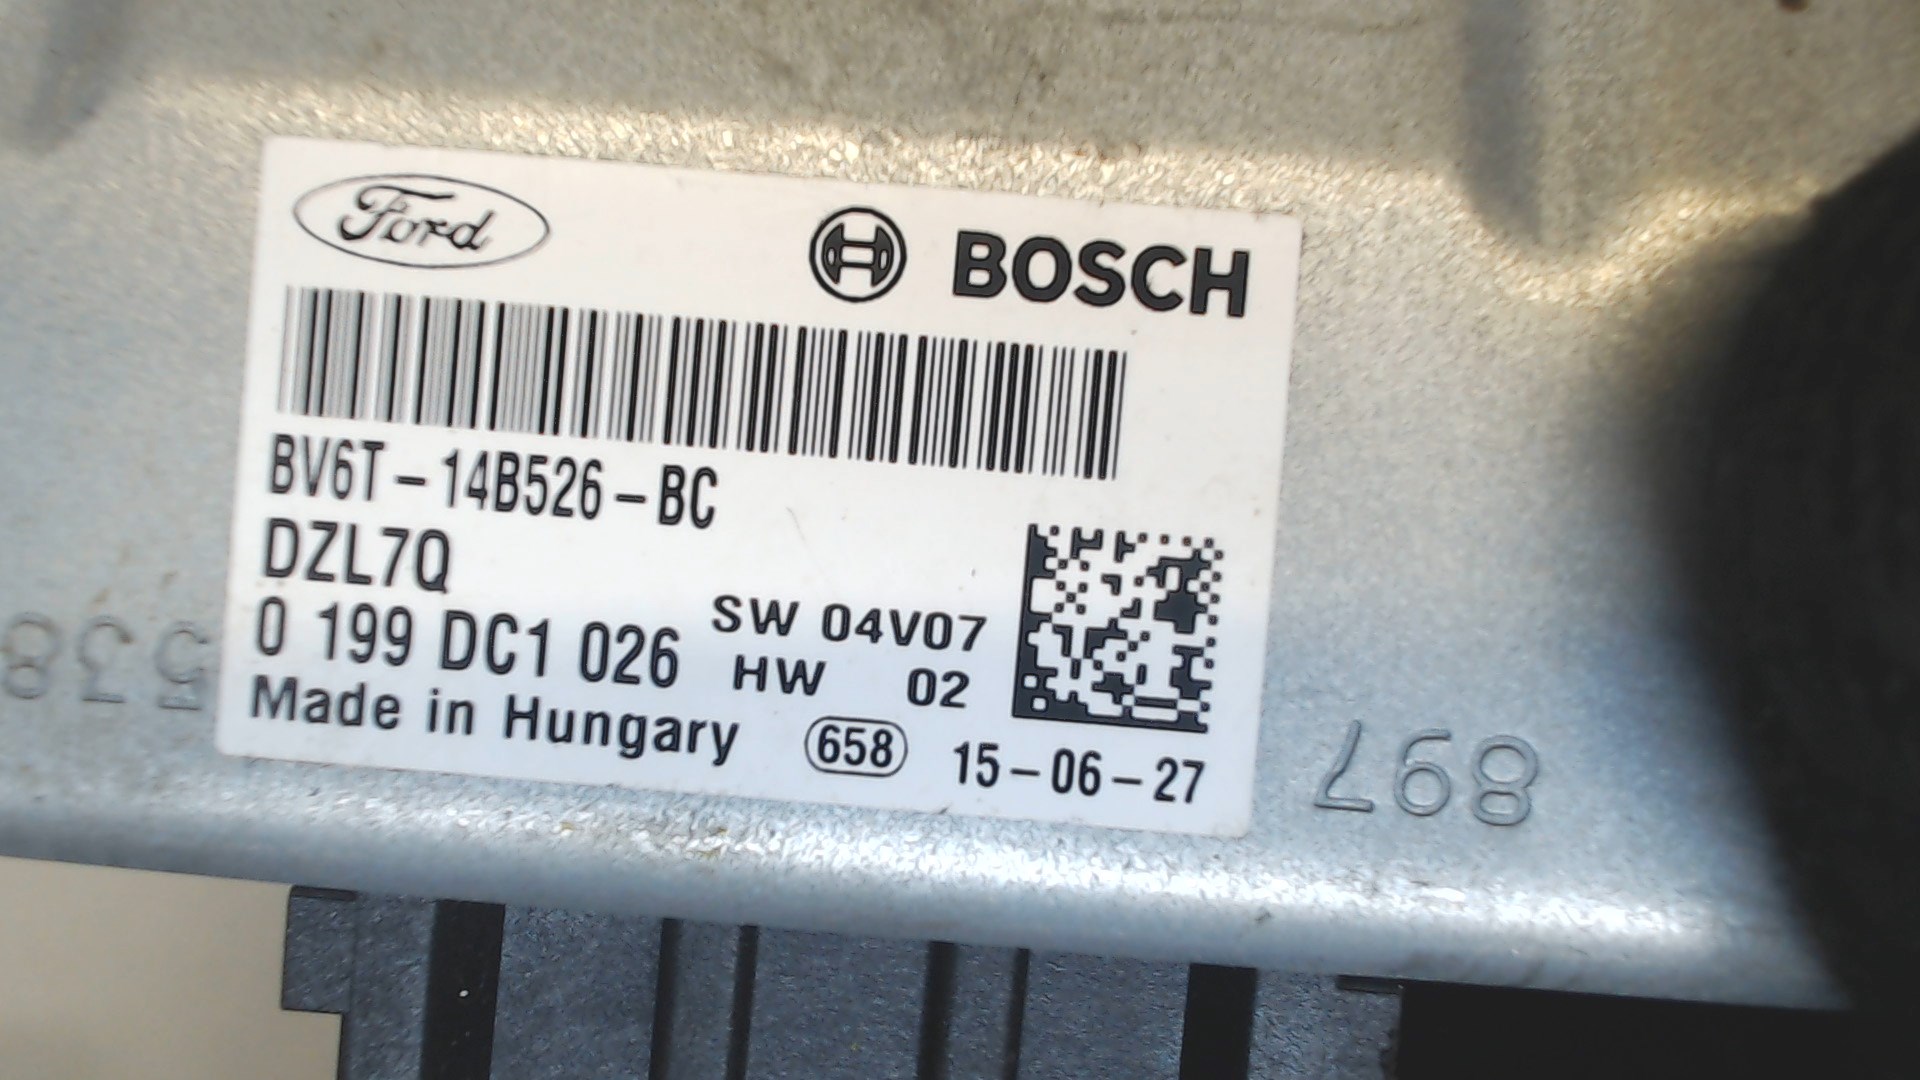 Ford
BOSCH
BV6T-14B526-BC
DZL7Q
0 199 DC1 026
SW 04V07
HW 02
Made in Hungary
658
15-06-27
538
897